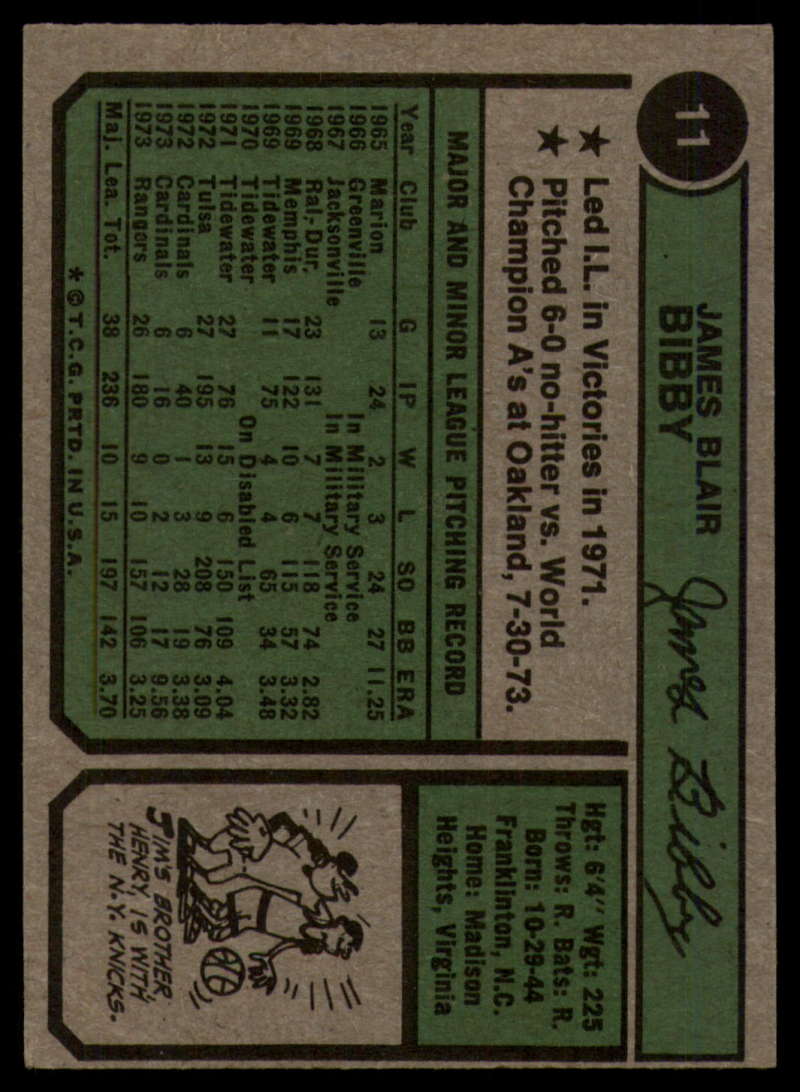 11
JAMES BLAIR
BIBBY
James Bibby
★ Led I.L. in Victories in 1971.
★ Pitched 6-0 no-hitter vs. World
Champion A's at Oakland, 7-30-73.
MAJOR AND MINOR LEAGUE PITCHING RECORD
Year Club G IP W L SO BB ERA
1965 Marion 13 24 2 3 24 27 11.25
1966 Greenville In Military Service
1967 Jacksonville In Military Service
1968 Ral.-Dur. 23 131 7 7 118 74 2.82
1969 Memphis 17 122 10 6 115 57 3.32
1969 Tidewater 11 75 4 4 65 34 3.48
1970 Tidewater On Disabled List
1971 Tidewater 27 76 15 6 150 109 4.04
1972 Tulsa 27 195 13 9 208 76 3.09
1972 Cardinals 6 40 1 3 28 19 3.38
1973 Cardinals 6 16 0 2 12 17 9.56
1973 Rangers 26 180 9 10 157 106 3.25
Maj. Lea. Tot. 38 236 10 15 197 142 3.70
* © T.C.G. PRTD. IN U.S.A.
Hgt: 6'4" Wgt: 225
Throws: R. Bats: R.
Born: 10-29-44
Franklinton, N.C.
Home: Madison
Heights, Virginia
JIM'S BROTHER,
HENRY, IS WITH
THE N.Y. KNICKS.